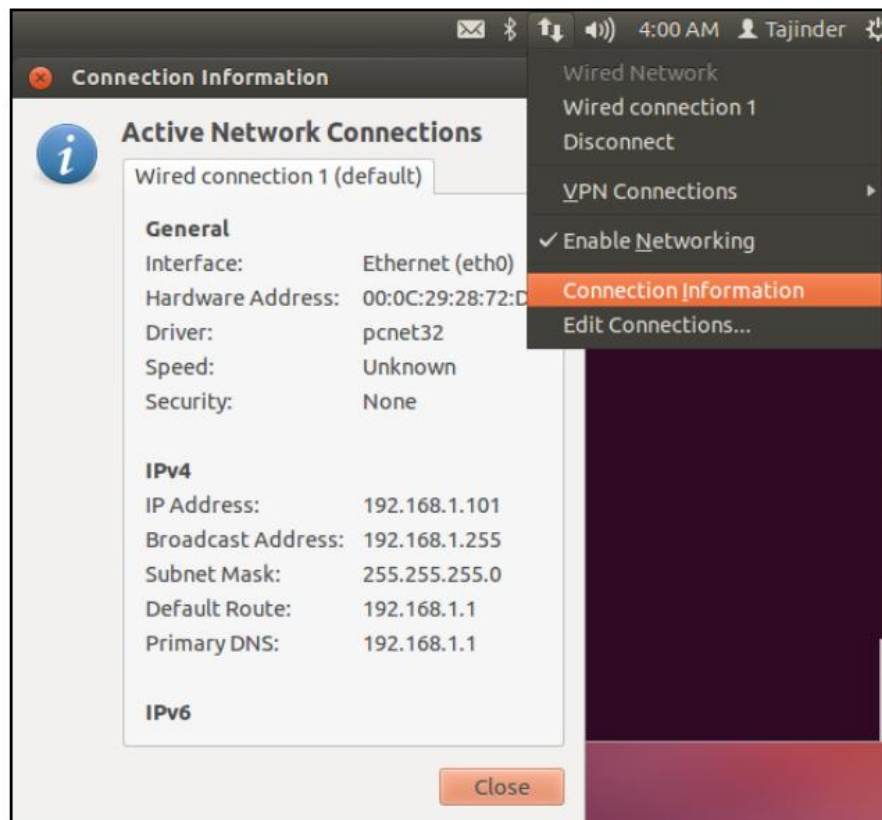 4:00 AM Tajinder
Connection Information
Active Network Connections
Wired connection 1 (default)
General
Interface: Ethernet (eth0)
Hardware Address: 00:0C:29:28:72:D
Driver: pcnet32
Speed: Unknown
Security: None
IPv4
IP Address: 192.168.1.101
Broadcast Address: 192.168.1.255
Subnet Mask: 255.255.255.0
Default Route: 192.168.1.1
Primary DNS: 192.168.1.1
IPv6
Close
Wired Network
Wired connection 1
Disconnect
VPN Connections
Enable Networking
Connection Information
Edit Connections...